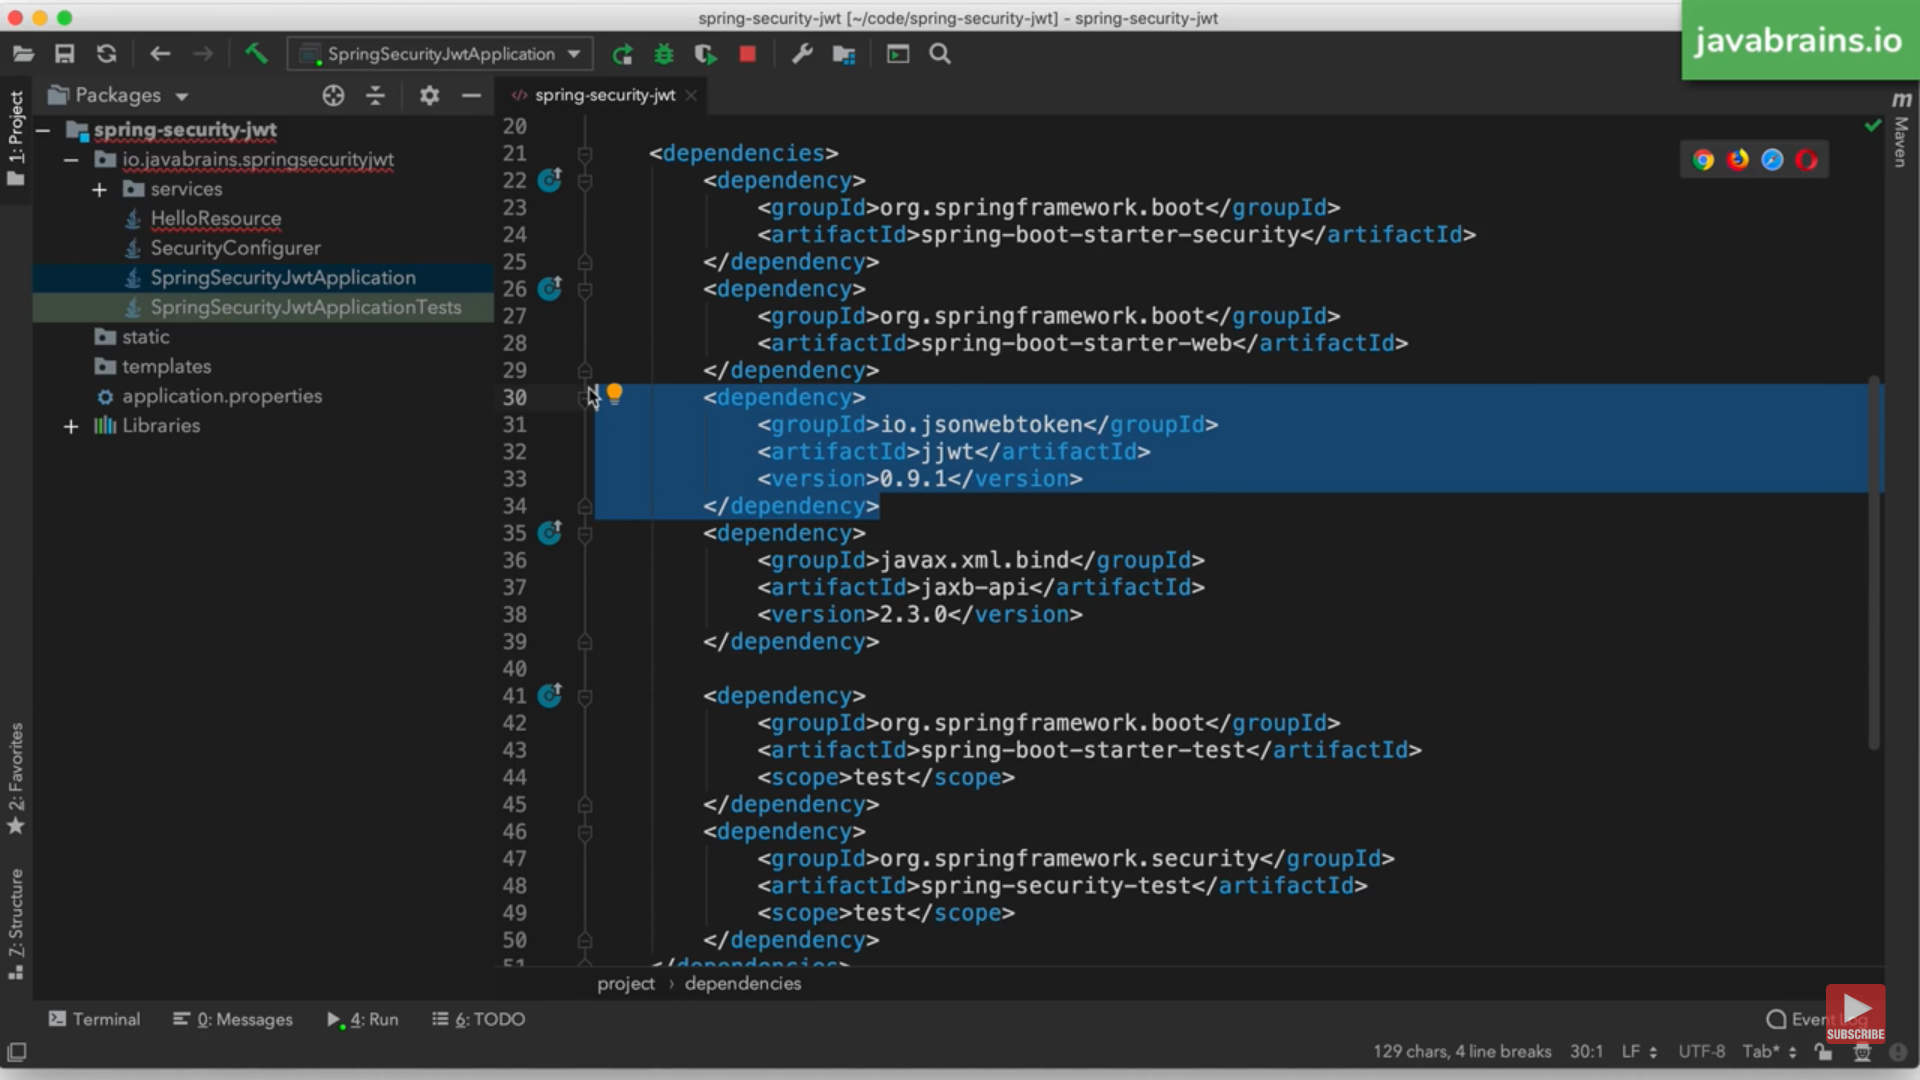 spring-security-jwt [~/code/spring-security-jwt] - spring-security-jwt
javabrains.io
SpringSecurityJwtApplication
Packages
spring-security-jwt
1: Project
m
Maven
spring-security-jwt
io.javabrains.springsecurityjwt
services
HelloResource
SecurityConfigurer
SpringSecurityJwtApplication
SpringSecurityJwtApplicationTests
static
templates
application.properties
Libraries
2: Favorites
7: Structure
20
21 <dependencies>
22 <dependency>
23 <groupId>org.springframework.boot</groupId>
24 <artifactId>spring-boot-starter-security</artifactId>
25 </dependency>
26 <dependency>
27 <groupId>org.springframework.boot</groupId>
28 <artifactId>spring-boot-starter-web</artifactId>
29 </dependency>
30 <dependency>
31 <groupId>io.jsonwebtoken</groupId>
32 <artifactId>jjwt</artifactId>
33 <version>0.9.1</version>
34 </dependency>
35 <dependency>
36 <groupId>javax.xml.bind</groupId>
37 <artifactId>jaxb-api</artifactId>
38 <version>2.3.0</version>
39 </dependency>
40
41 <dependency>
42 <groupId>org.springframework.boot</groupId>
43 <artifactId>spring-boot-starter-test</artifactId>
44 <scope>test</scope>
45 </dependency>
46 <dependency>
47 <groupId>org.springframework.security</groupId>
48 <artifactId>spring-security-test</artifactId>
49 <scope>test</scope>
50 </dependency>
51 </dependencies>
project › dependencies
Terminal 0: Messages 4: Run 6: TODO
Event Log
SUBSCRIBE
129 chars, 4 line breaks 30:1 LF UTF-8 Tab*